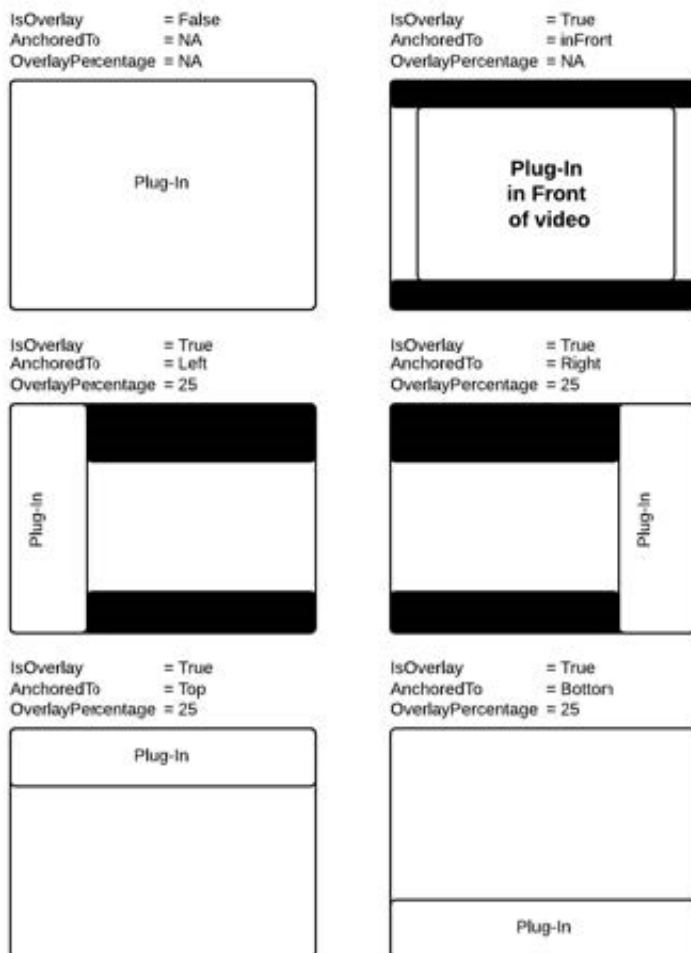 IsOverlay = False
AnchoredTo = NA
OverlayPercentage = NA
Plug-In
IsOverlay = True
AnchoredTo = inFront
OverlayPercentage = NA
Plug-In
in Front
of video
IsOverlay = True
AnchoredTo = Left
OverlayPercentage = 25
Plug-In
IsOverlay = True
AnchoredTo = Right
OverlayPercentage = 25
Plug-In
IsOverlay = True
AnchoredTo = Top
OverlayPercentage = 25
Plug-In
IsOverlay = True
AnchoredTo = Bottom
OverlayPercentage = 25
Plug-In